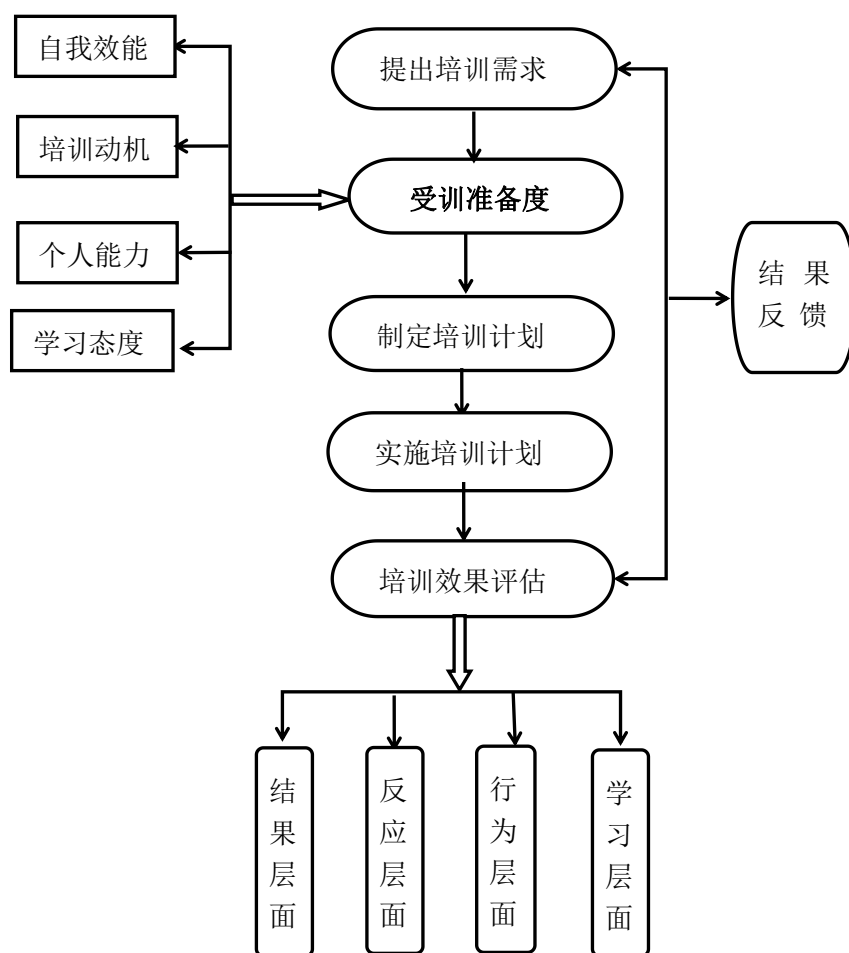 自我效能
提出培训需求
培训动机
受训准备度
个人能力
结 果
反 馈
学习态度
制定培训计划
实施培训计划
培训效果评估
结果层面
反应层面
行为层面
学习层面